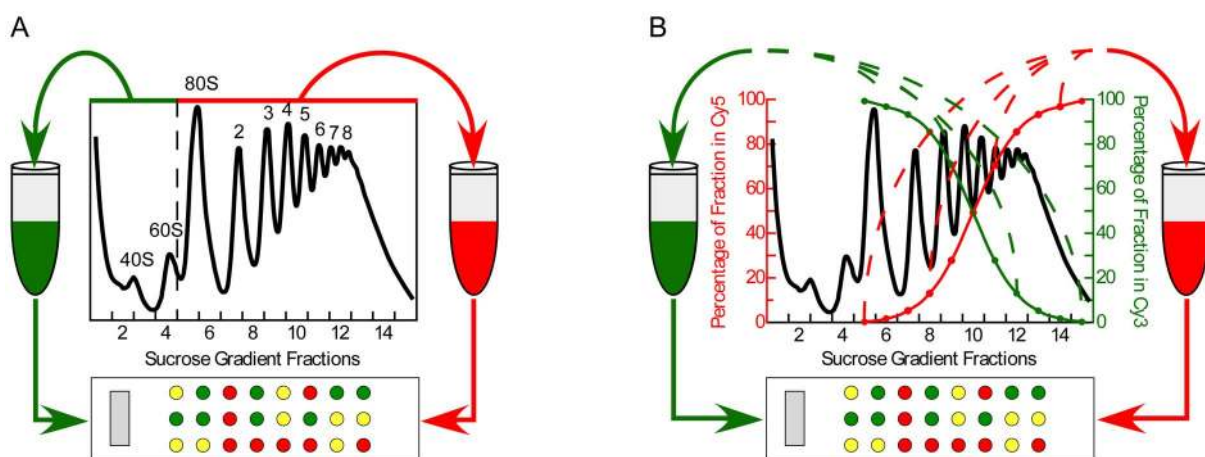 A
80S
2
3
4
5
6
7
8
60S
40S
2 4 6 8 10 12 14
Sucrose Gradient Fractions
B
Percentage of Fraction in Cy5
100
80
60
40
20
0
100
80
60
40
20
0
Percentage of Fraction in Cy3
2 4 6 8 10 12 14
Sucrose Gradient Fractions